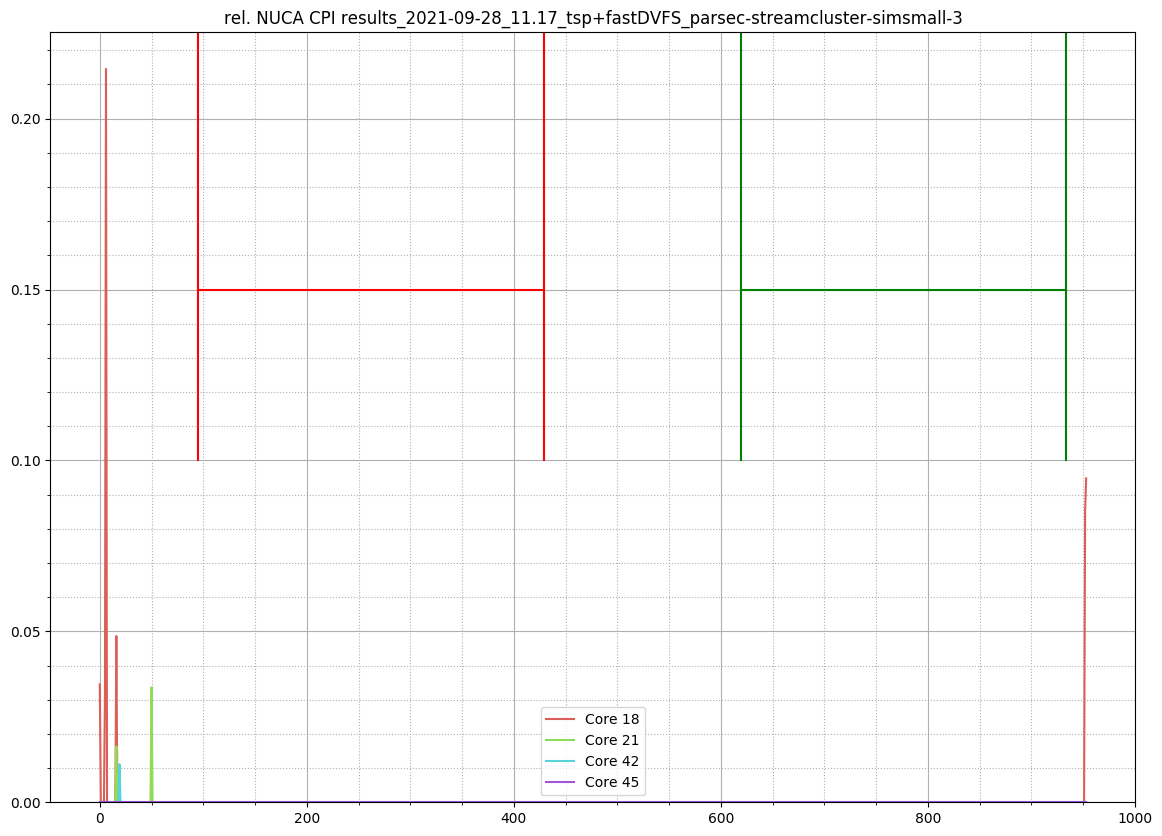 rel. NUCA CPI results_2021-09-28_11.17_tsp+fastDVFS_parsec-streamcluster-simsmall-3
0.20
0.15
0.10
0.05
0.00
Core 18
Core 21
Core 42
Core 45
0 200 400 600 800 1000